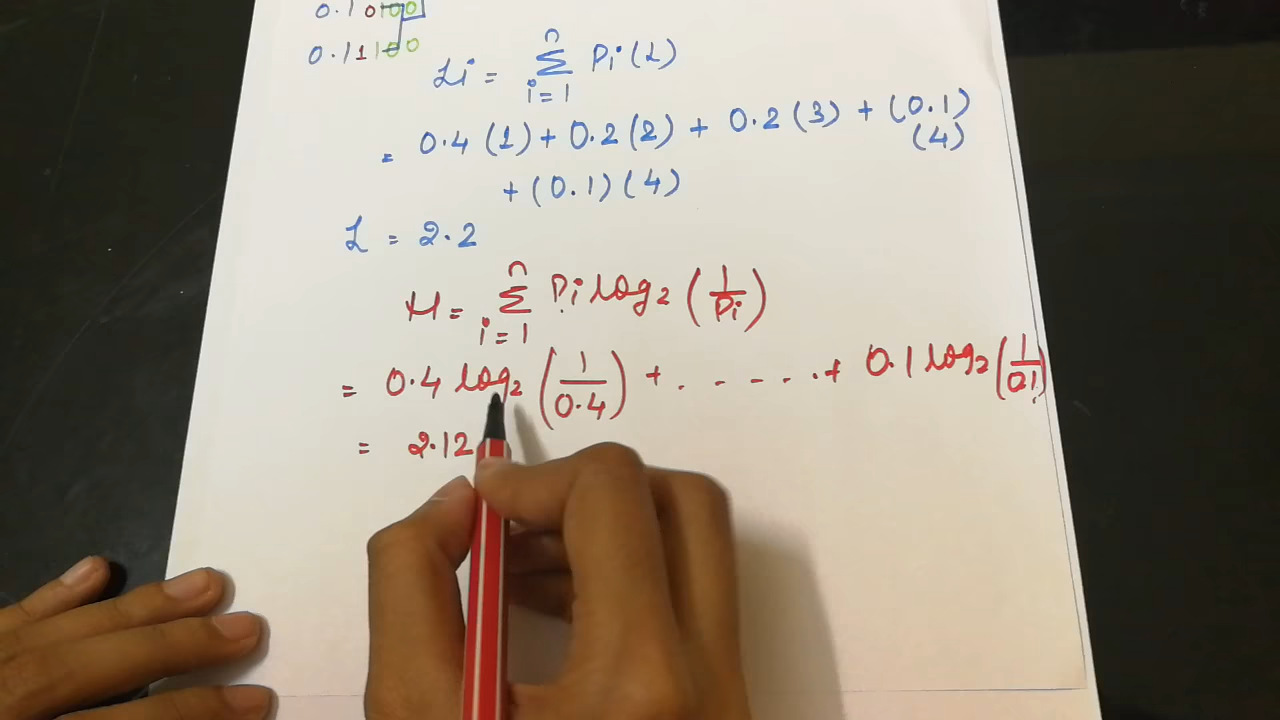 0.10100
0.11100
Li = n Σ i=1 Pi(L)
= 0.4 (1) + 0.2 (2) + 0.2 (3) + (0.1) (4)
+ (0.1) (4)
L = 2.2
H = n Σ i=1 Pi log2 (1/Pi)
= 0.4 log2 (1/0.4) + . - - - . . + 0.1 log2 (1/0.1)
= 2.12